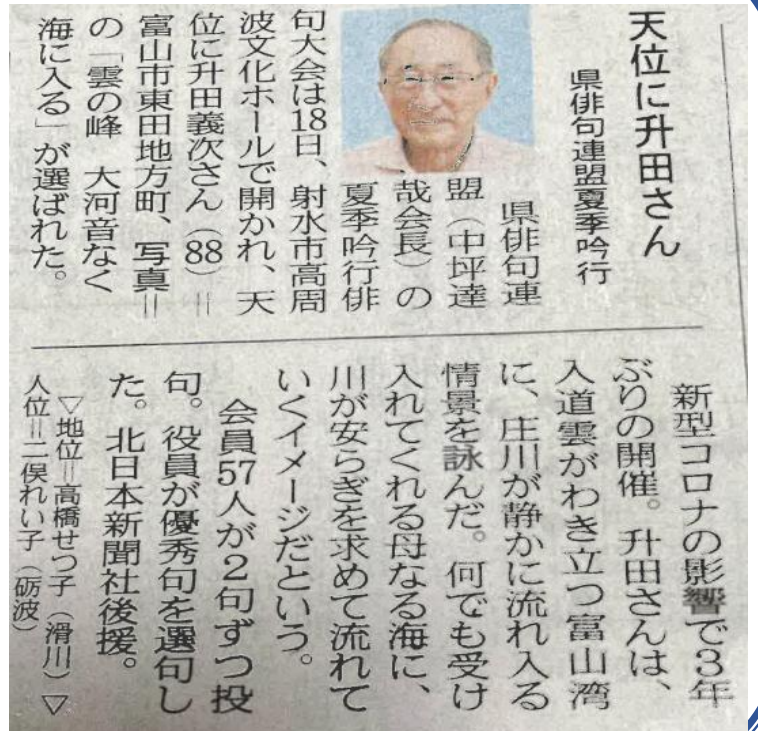 天位に升田さん
県俳句連盟夏季吟行
県俳句連
盟（中坪達
哉会長）の
夏季吟行俳
句大会は18日、射水市高周
波文化ホールで開かれ、天
位に升田義次さん（88）＝
富山市東田地方町、写真＝
の「雲の峰　大河音なく
海に入る」が選ばれた。
新型コロナの影響で3年
ぶりの開催。升田さんは、
入道雲がわき立つ富山湾
に、庄川が静かに流れ入る
情景を詠んだ。何でも受け
入れてくれる母なる海に、
川が安らぎを求めて流れて
いくイメージだという。
会員57人が2句ずつ投
句。役員が優秀句を選句し
た。北日本新聞社後援。
▽地位＝高橋せつ子（滑川）▽
人位＝二俣れい子（砺波）